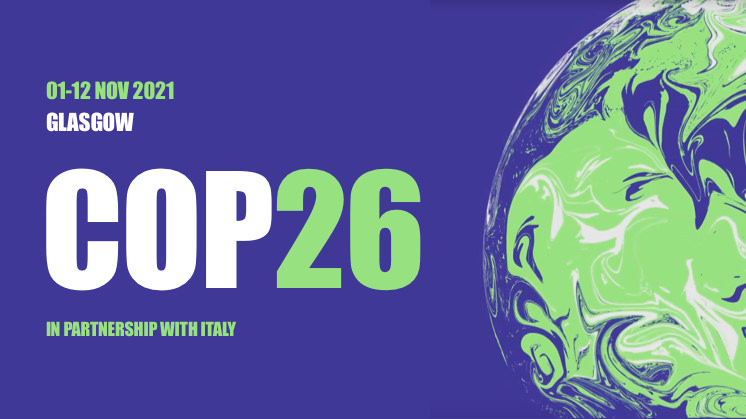 01-12 NOV 2021
GLASGOW
COP26
IN PARTNERSHIP WITH ITALY